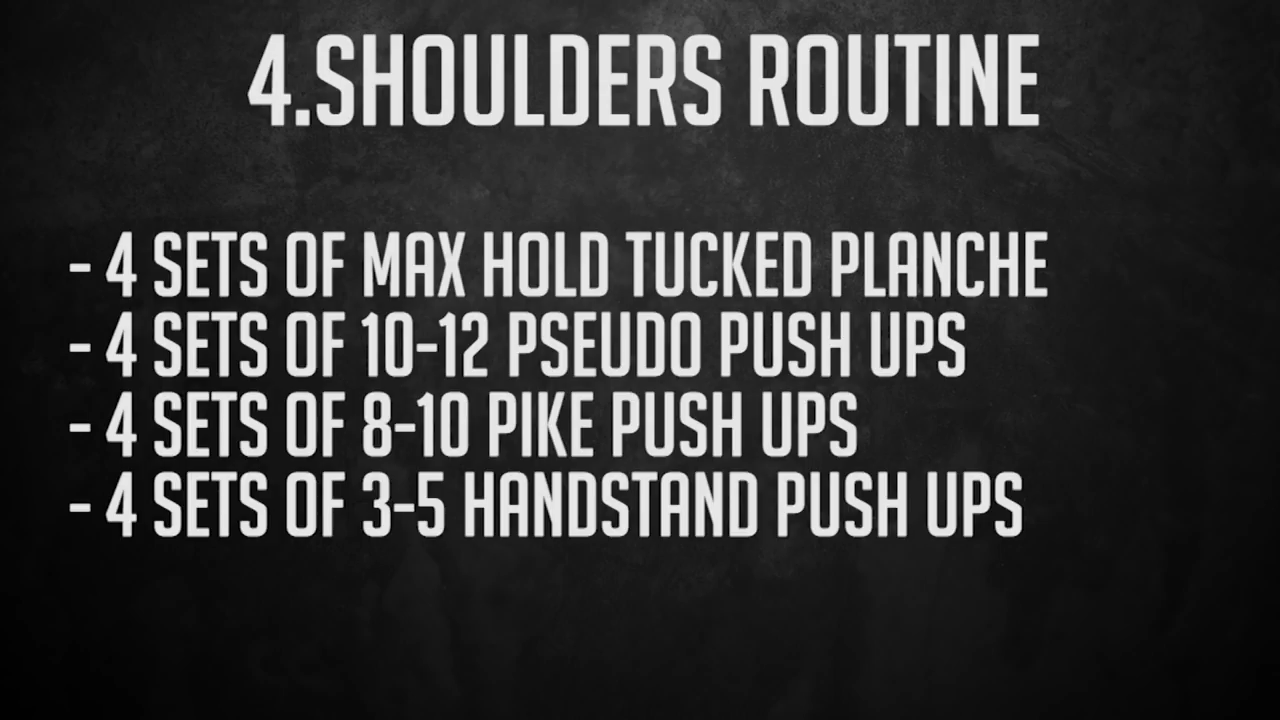 4.SHOULDERS ROUTINE
- 4 SETS OF MAX HOLD TUCKED PLANCHE
- 4 SETS OF 10-12 PSEUDO PUSH UPS
- 4 SETS OF 8-10 PIKE PUSH UPS
- 4 SETS OF 3-5 HANDSTAND PUSH UPS